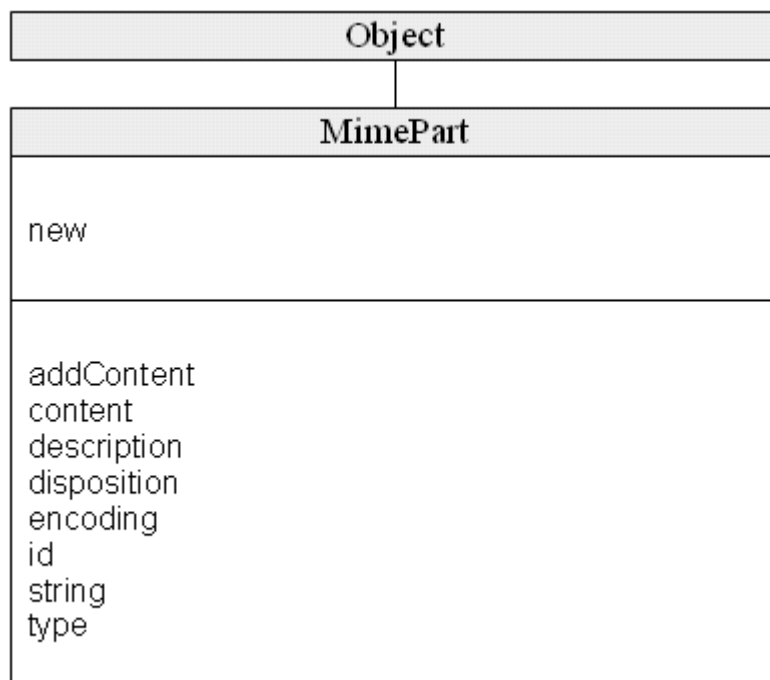 Object
MimePart
new
addContent
content
description
disposition
encoding
id
string
type